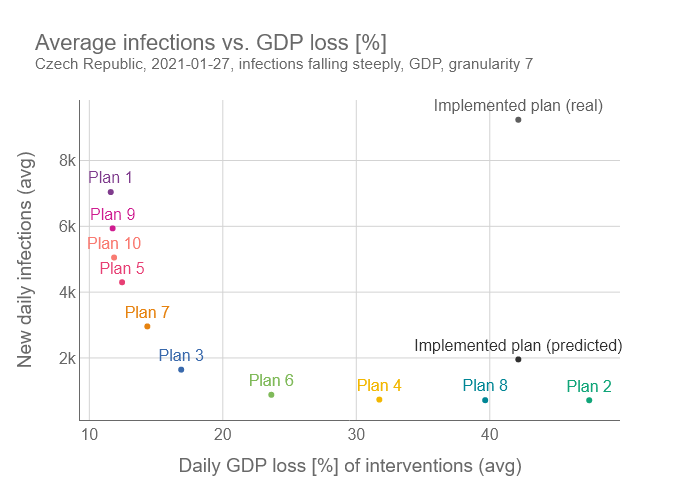 Average infections vs. GDP loss [%]
Czech Republic, 2021-01-27, infections falling steeply, GDP, granularity 7
Implemented plan (real)
8k
Plan 1
Plan 9
6k
Plan 10
Plan 5
4k
Plan 7
Implemented plan (predicted)
2k
Plan 3
Plan 6
Plan 4
Plan 8
Plan 2
10
20
30
40
New daily infections (avg)
Daily GDP loss [%] of interventions (avg)